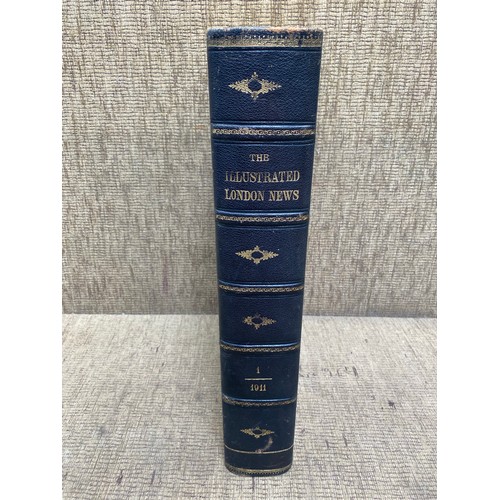 THE
ILLUSTRATED
LONDON NEWS
1
1911